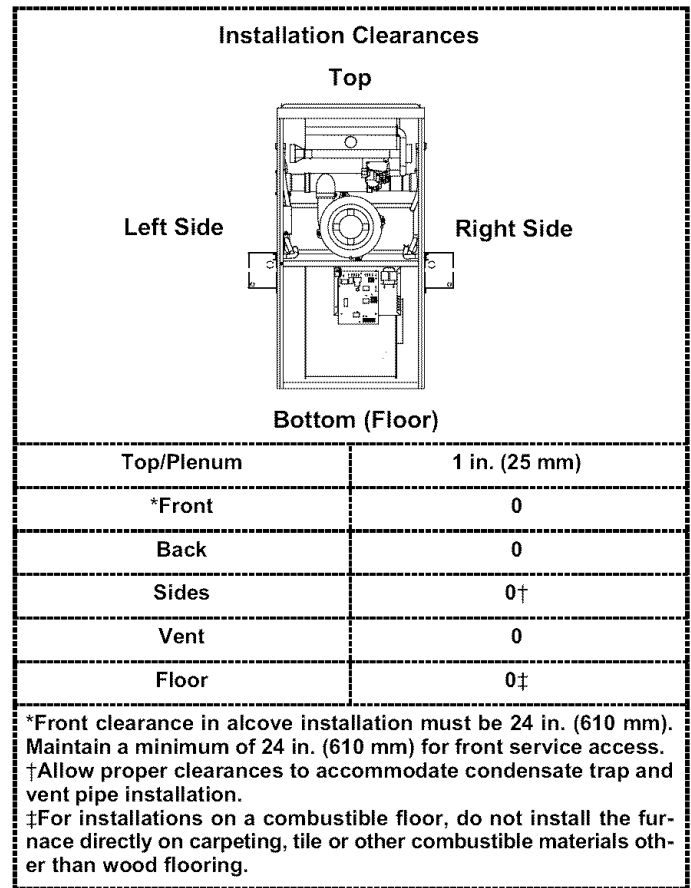 Installation Clearances
Top
Left Side
Right Side
Bottom (Floor)
Top/Plenum 1 in. (25 mm)
*Front 0
Back 0
Sides 0†
Vent 0
Floor 0‡
*Front clearance in alcove installation must be 24 in. (610 mm).
Maintain a minimum of 24 in. (610 mm) for front service access.
†Allow proper clearances to accommodate condensate trap and
vent pipe installation.
‡For installations on a combustible floor, do not install the fur-
nace directly on carpeting, tile or other combustible materials oth-
er than wood flooring.